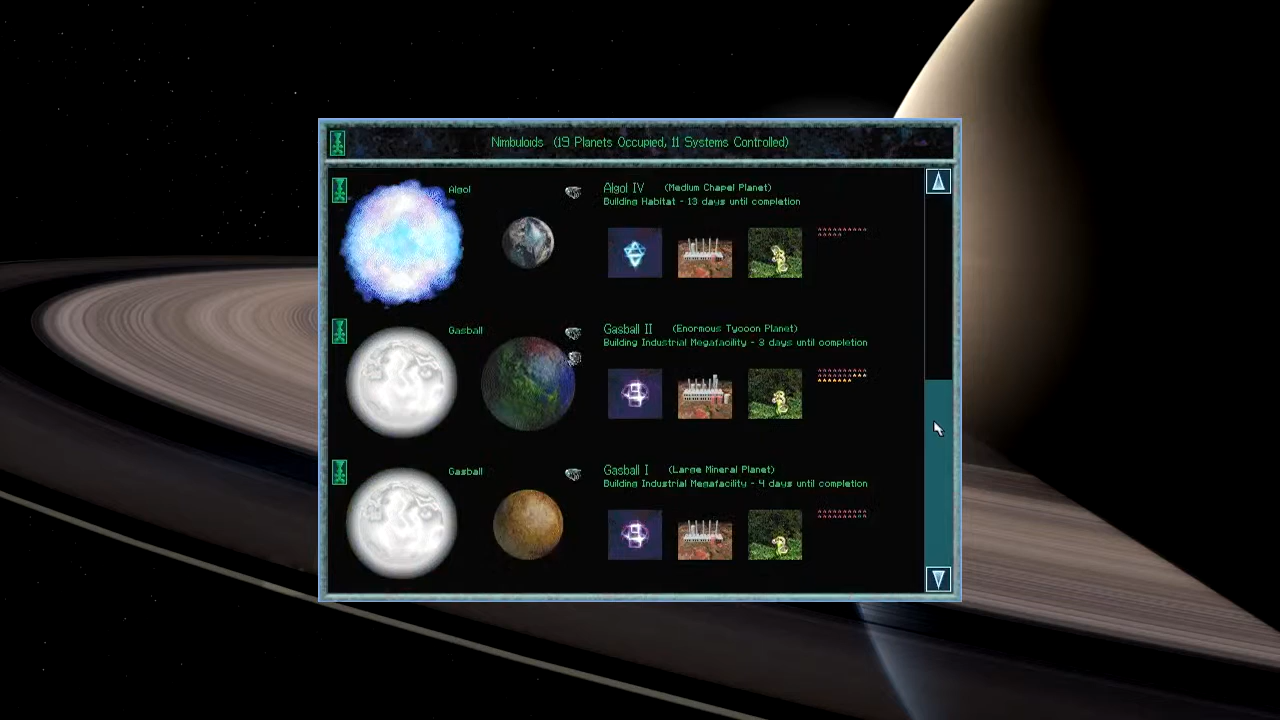 Nimbuloids (19 Planets Occupied, 11 Systems Controlled)
Algol
Algol IV (Medium Chapel Planet)
Building Habitat - 13 days until completion
Gasball
Gasball II (Enormous Tycoon Planet)
Building Industrial Megafacility - 3 days until completion
Gasball
Gasball I (Large Mineral Planet)
Building Industrial Megafacility - 4 days until completion